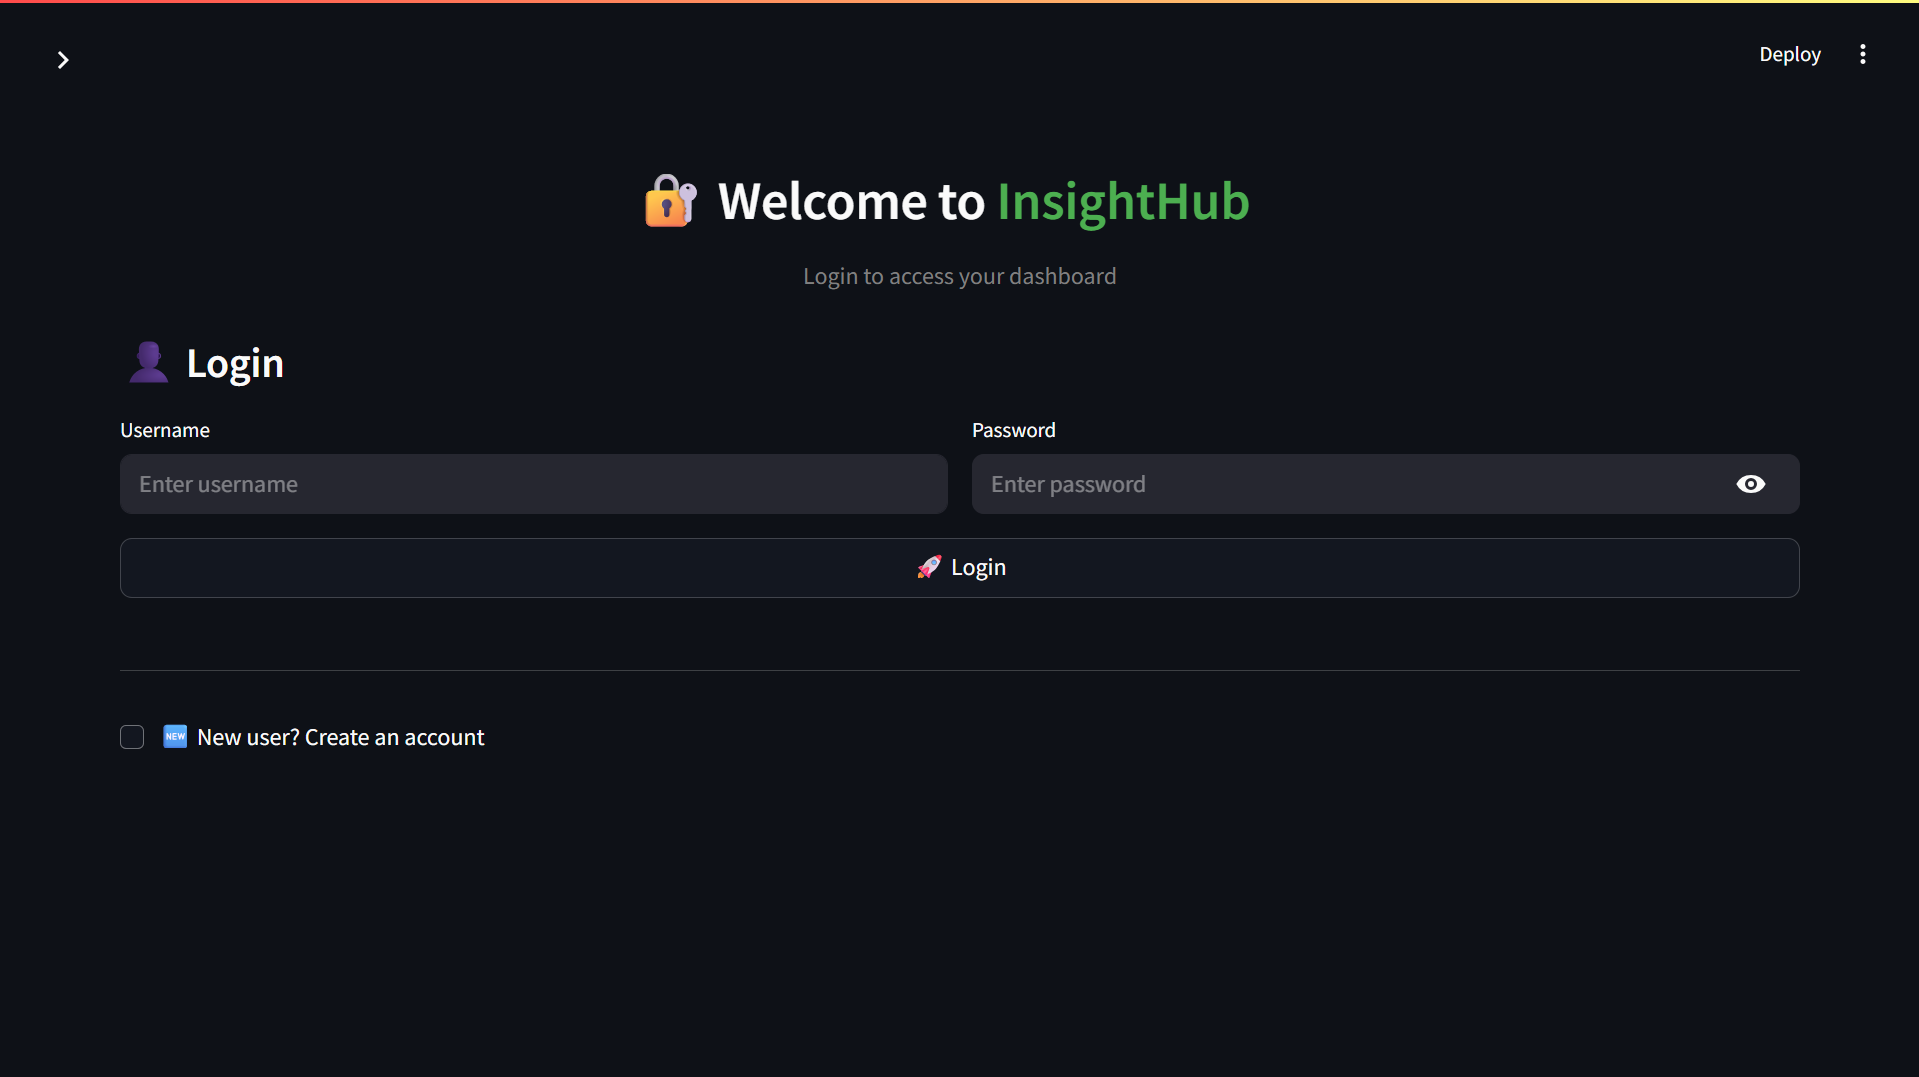 Deploy
🔐 Welcome to InsightHub
Login to access your dashboard
👤 Login
Username
Password
Enter username
Enter password
🚀 Login
🆕 New user? Create an account